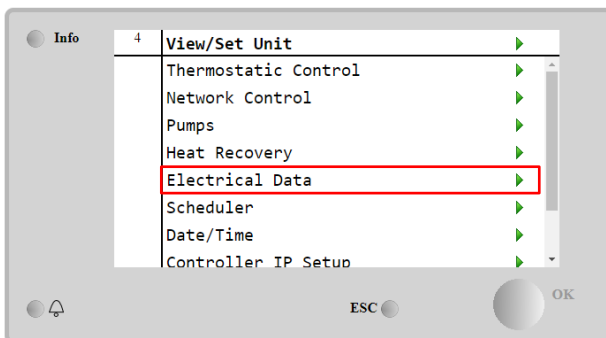 Info
4 View/Set Unit
Thermostatic Control
Network Control
Pumps
Heat Recovery
Electrical Data
Scheduler
Date/Time
Controller IP Setup
ESC
OK